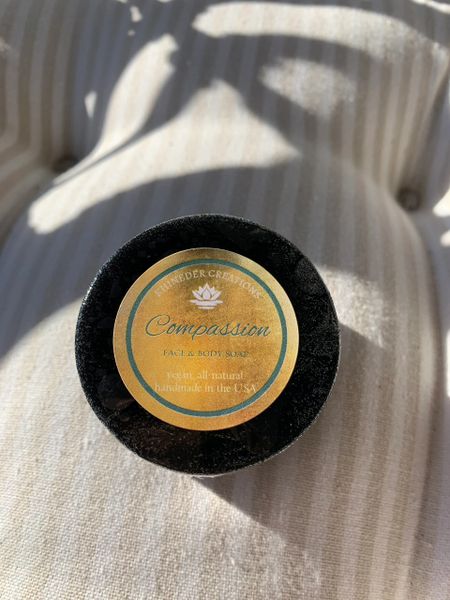 CREATIONS
Compassion
FACE & BODY SOAP
vegan, all-natural
handmade in the USA